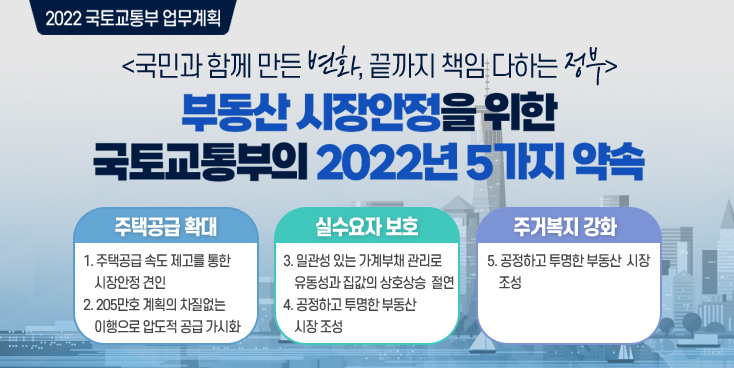 2022 국토교통부 업무계획
<국민과 함께 만든 변화, 끝까지 책임 다하는 정부>
부동산 시장안정을 위한
국토교통부의 2022년 5가지 약속
주택공급 확대
1. 주택공급 속도 제고를 통한
시장안정 견인
2. 205만호 계획의 차질없는
이행으로 압도적 공급 가시화
실수요자 보호
3. 일관성 있는 가계부채 관리로
유동성과 집값의 상호상승 절연
4. 공정하고 투명한 부동산
시장 조성
주거복지 강화
5. 공정하고 투명한 부동산 시장
조성